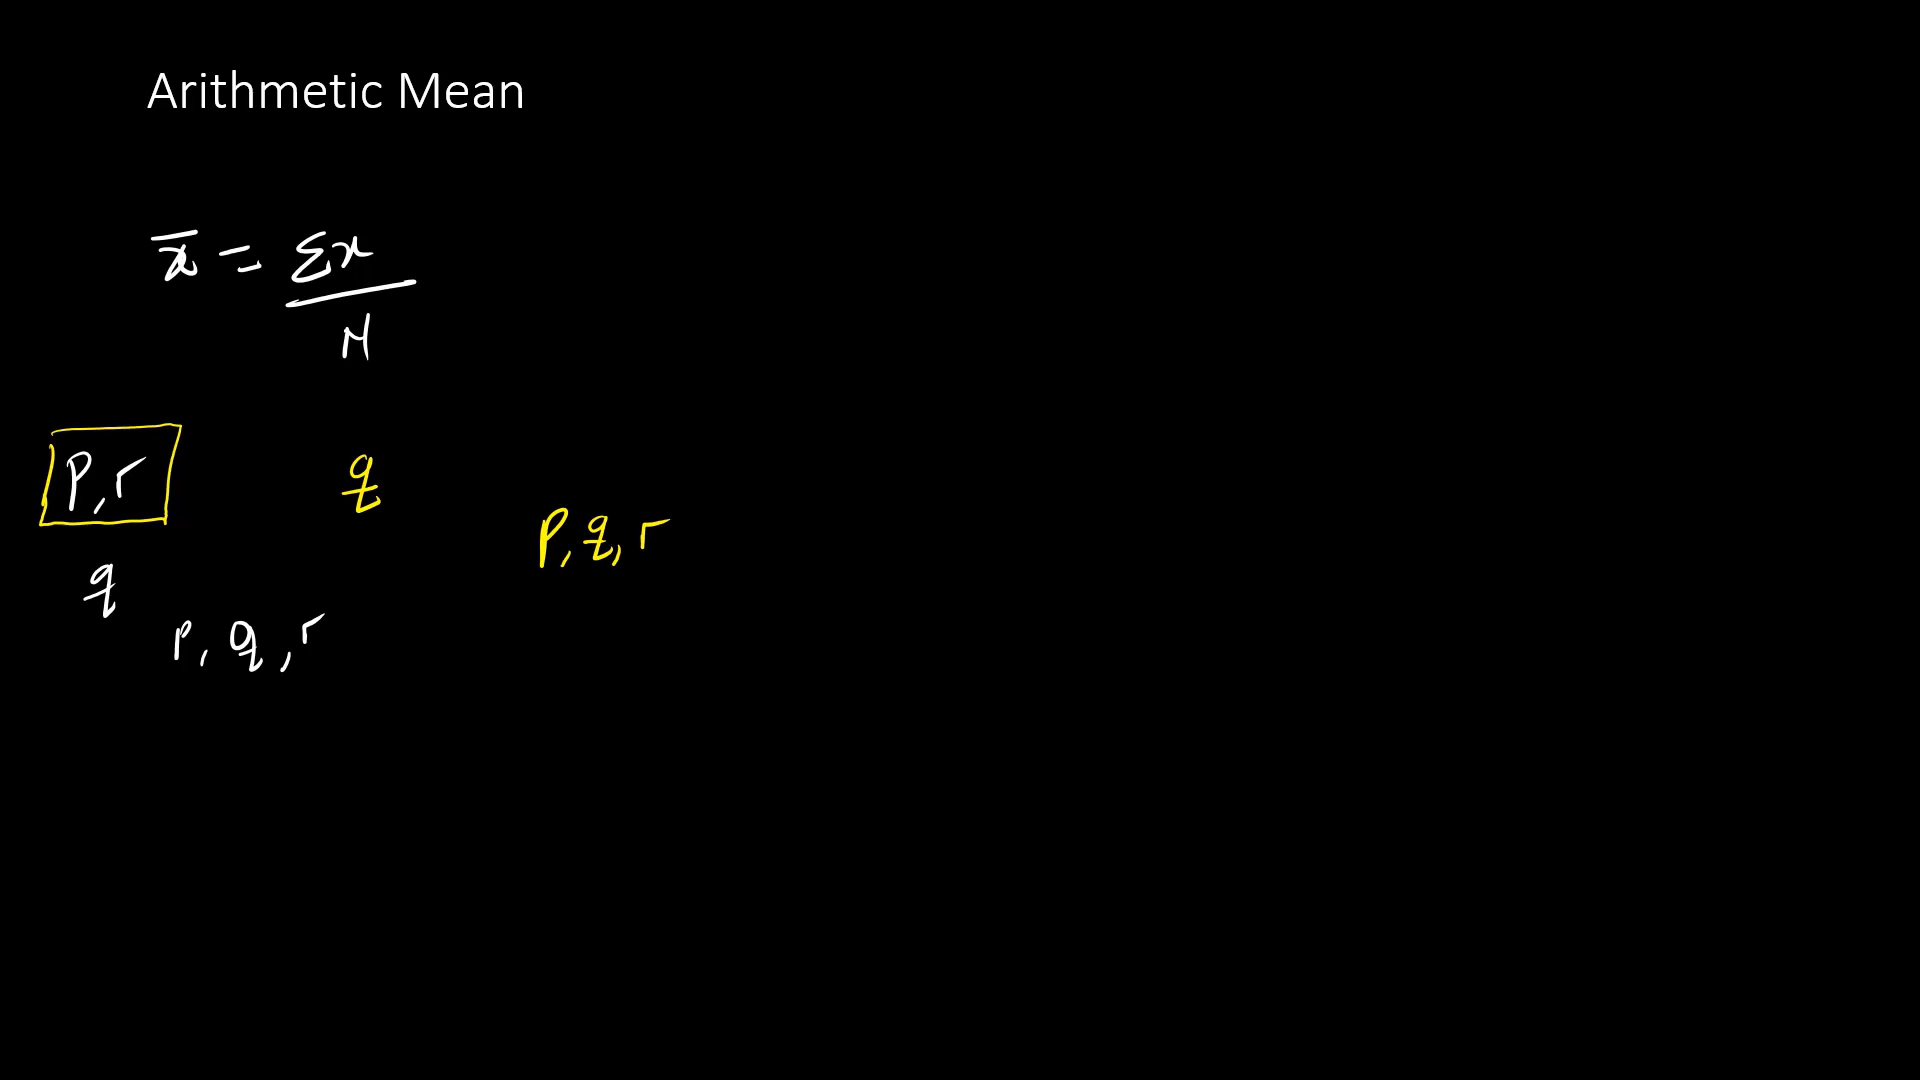 Arithmetic Mean
x̄ = Σx
N
P, r
q
P, q, r
q
P, q, r